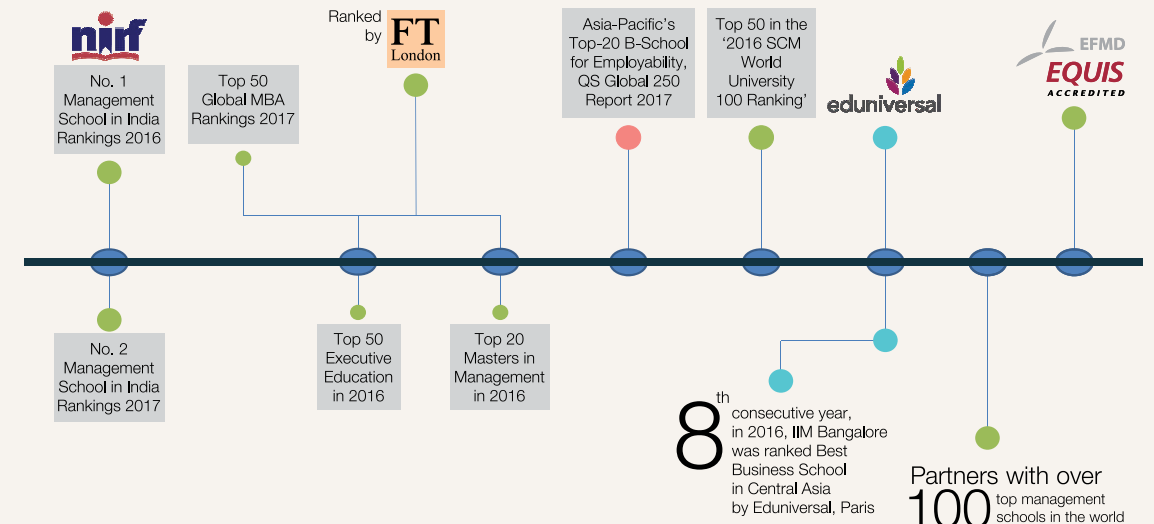 nirf
No. 1
Management
School in India
Rankings 2016
No. 2
Management
School in India
Rankings 2017
Top 50
Global MBA
Rankings 2017
Ranked
by
FT
London
Top 50
Executive
Education
in 2016
Top 20
Masters in
Management
in 2016
Asia-Pacific's
Top-20 B-School
for Employability,
QS Global 250
Report 2017
Top 50 in the
‘2016 SCM
World
University
100 Ranking’
eduniversal
8th
consecutive year,
in 2016, IIM Bangalore
was ranked Best
Business School
in Central Asia
by Eduniversal, Paris
Partners with over
100 top management
schools in the world
EFMD
EQUIS
ACCREDITED